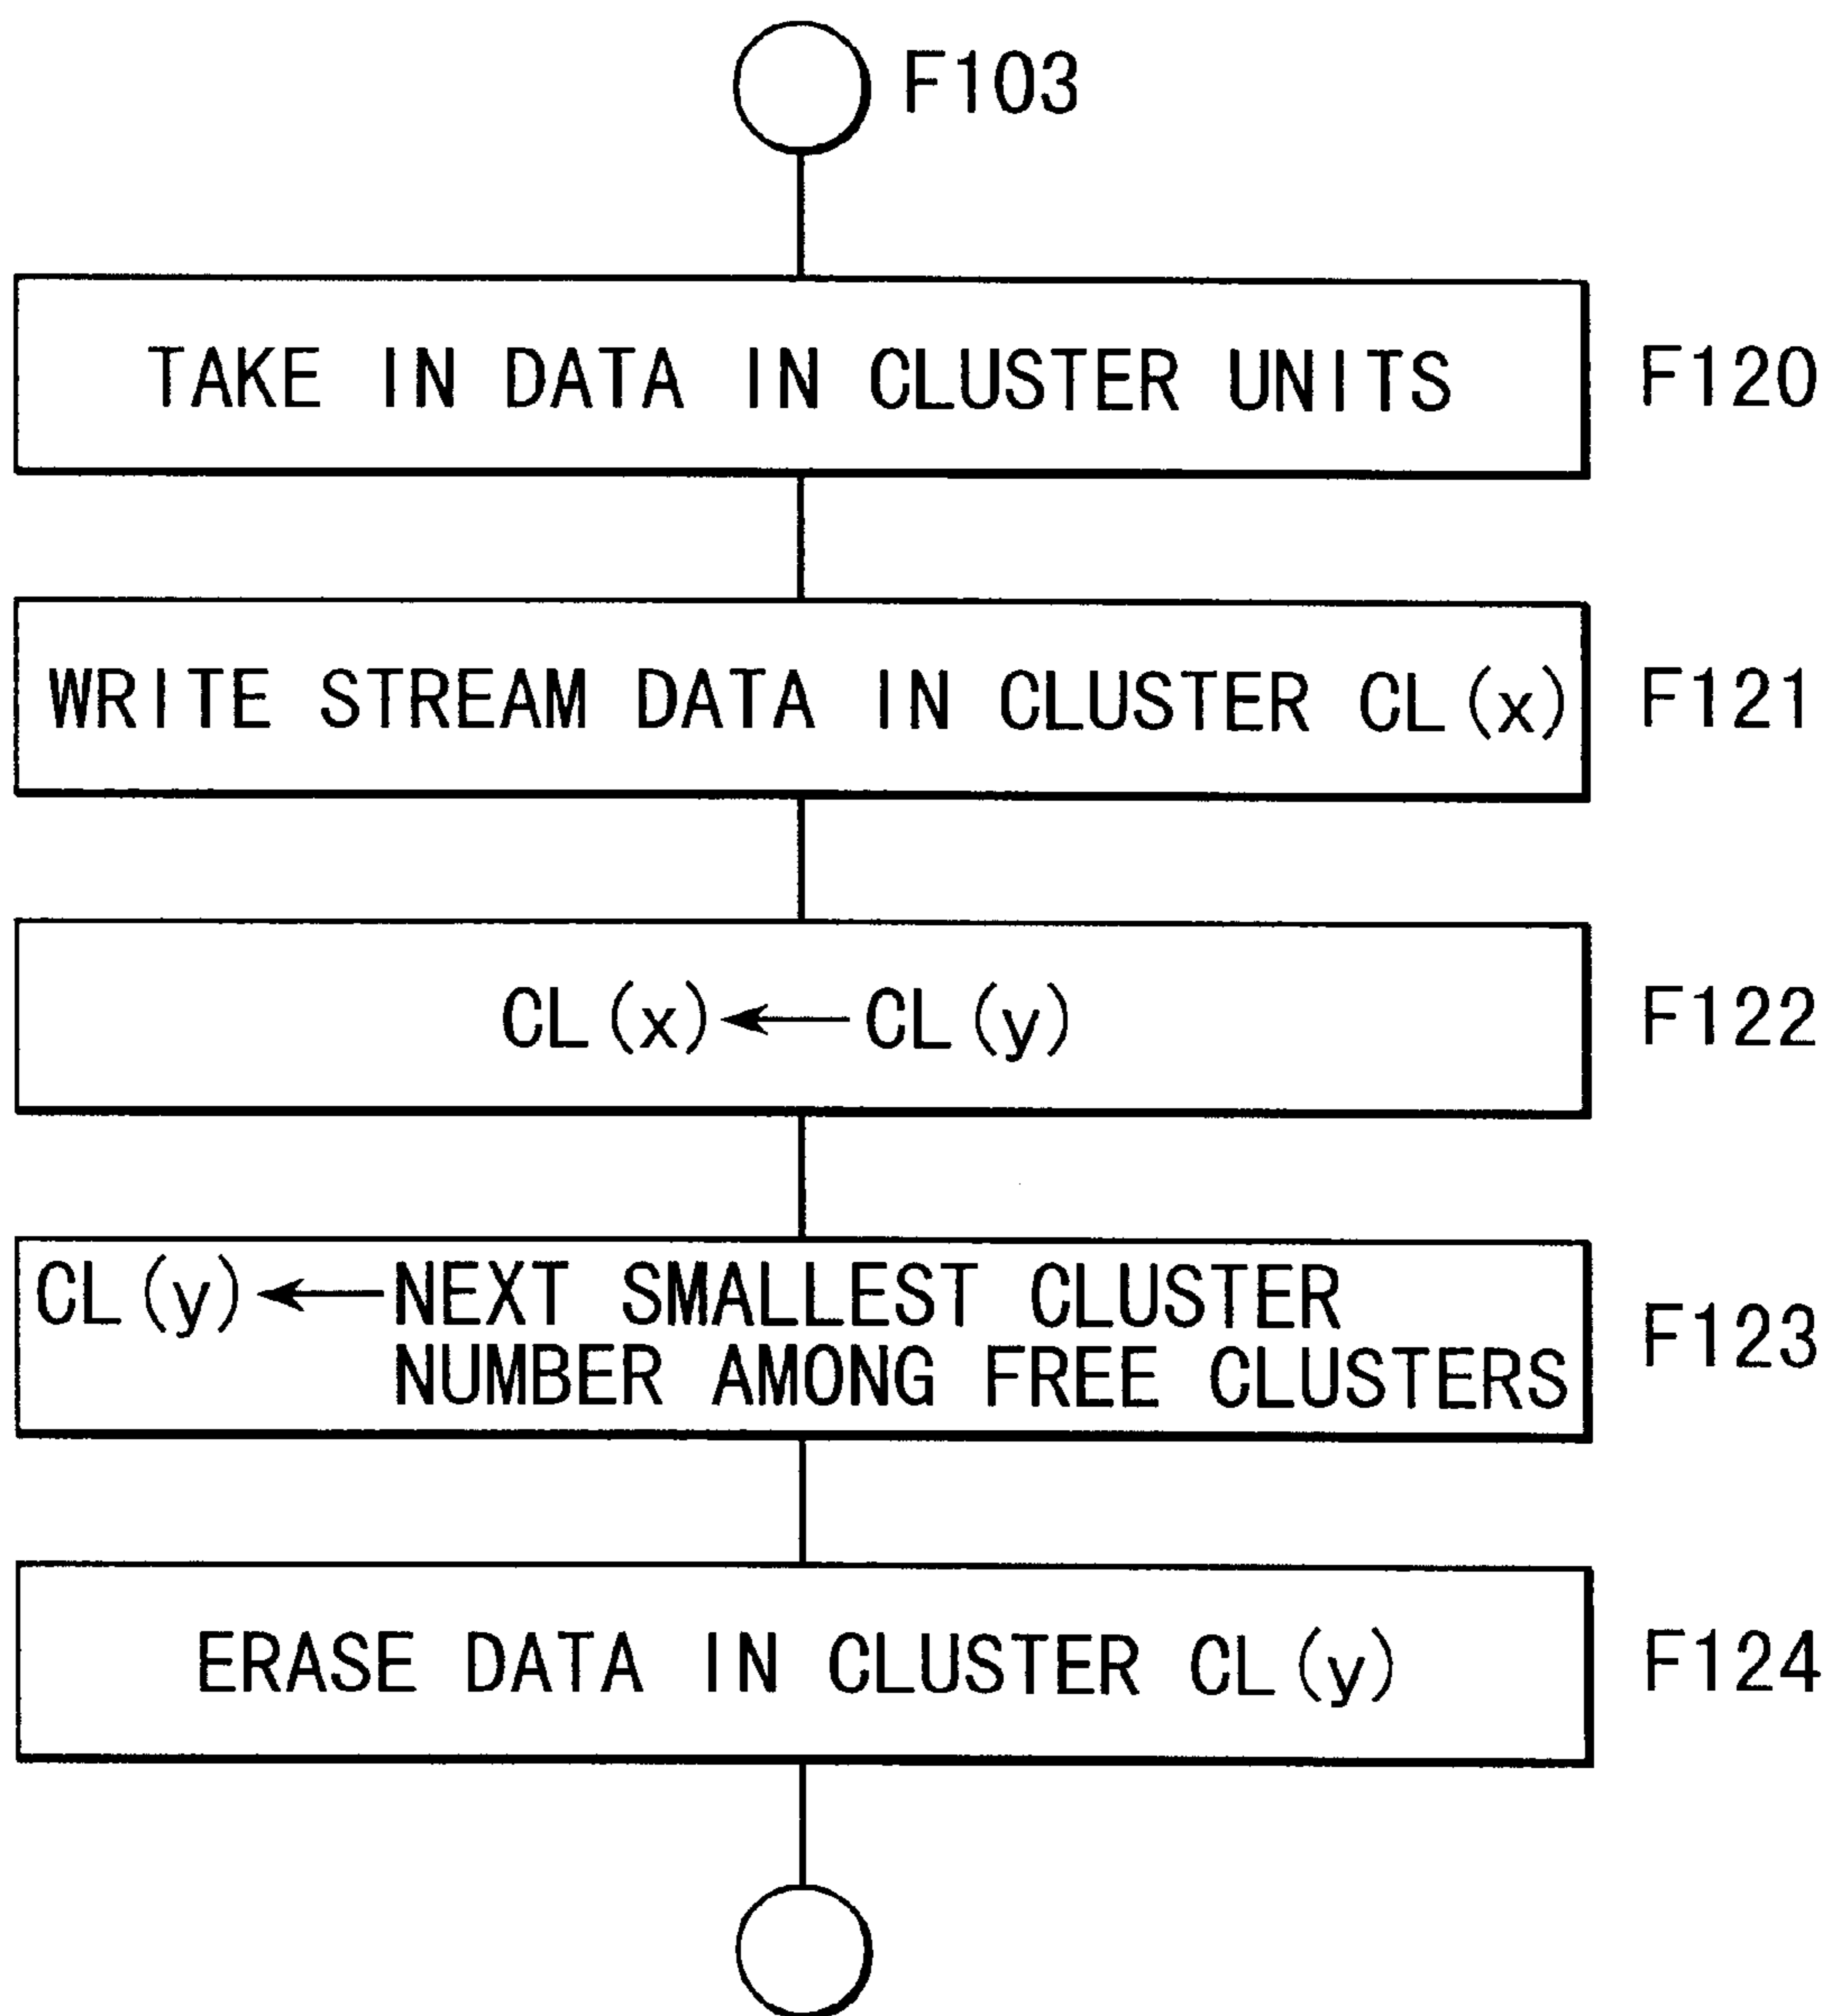 F103
TAKE IN DATA IN CLUSTER UNITS F120
WRITE STREAM DATA IN CLUSTER CL(x) F121
CL(x) ← CL(y) F122
CL(y) ← NEXT SMALLEST CLUSTER
NUMBER AMONG FREE CLUSTERS F123
ERASE DATA IN CLUSTER CL(y) F124